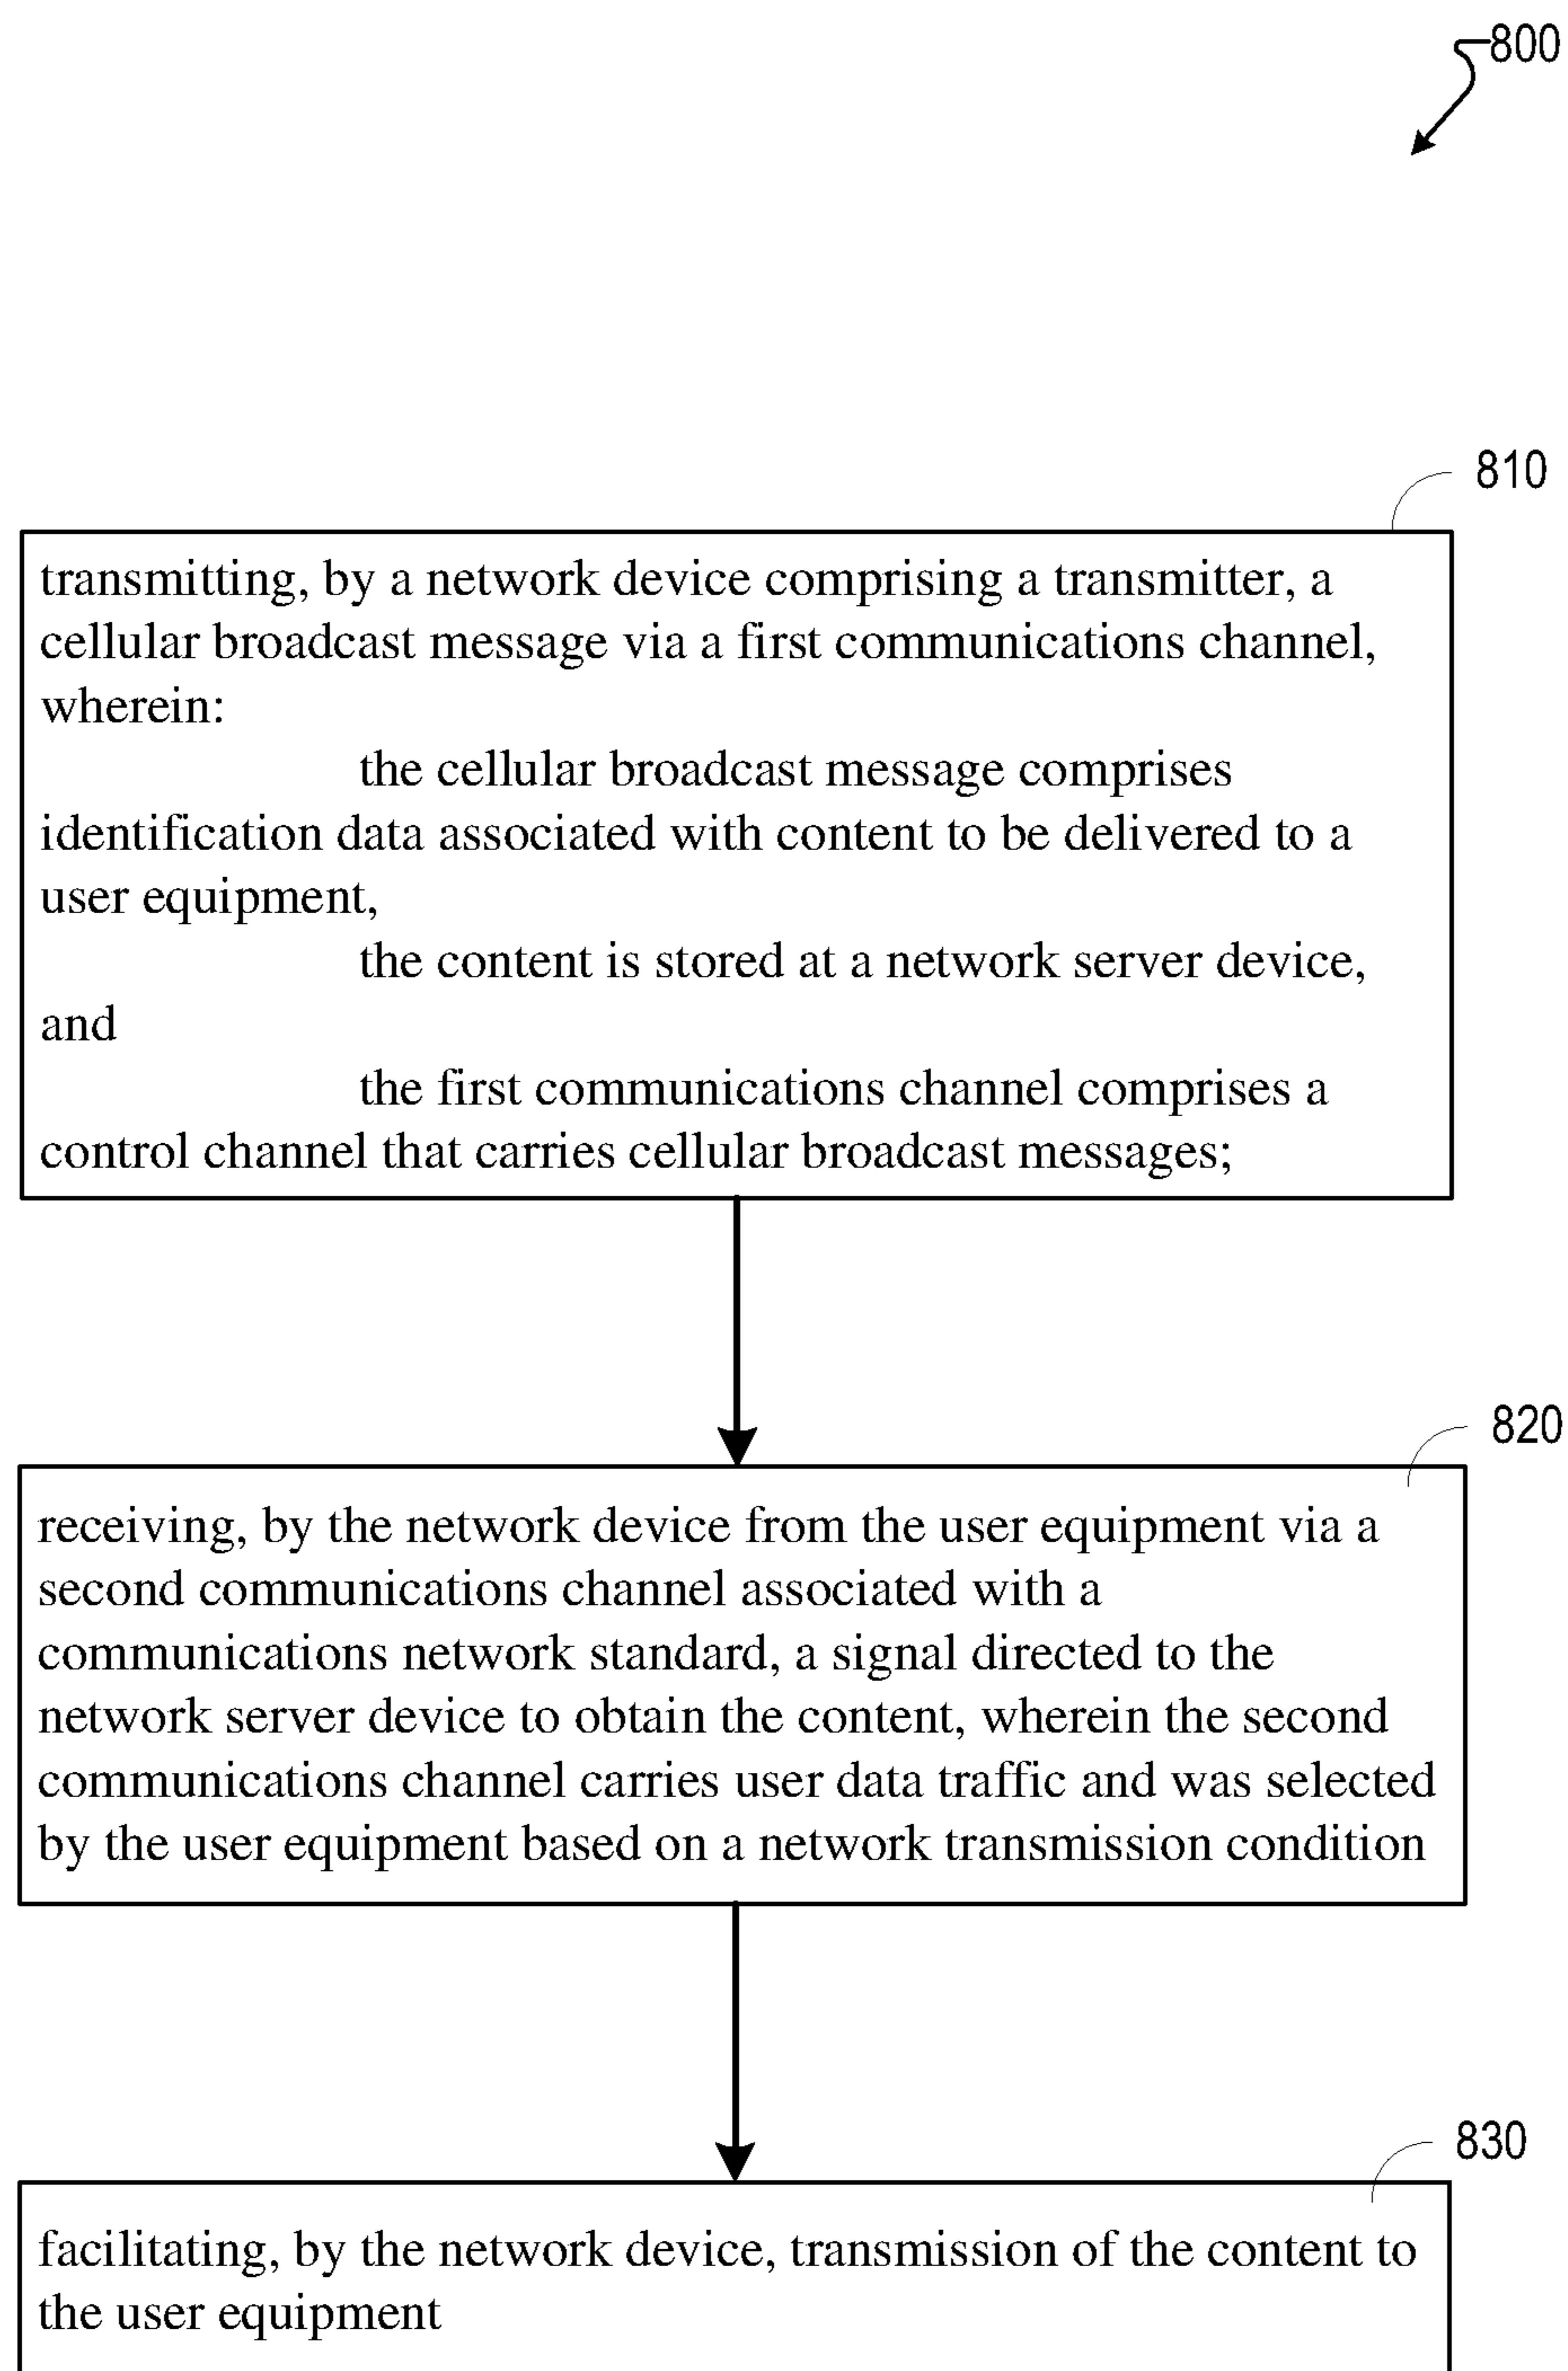 800
810
transmitting, by a network device comprising a transmitter, a
cellular broadcast message via a first communications channel,
wherein:
the cellular broadcast message comprises
identification data associated with content to be delivered to a
user equipment,
the content is stored at a network server device,
and
the first communications channel comprises a
control channel that carries cellular broadcast messages;
820
receiving, by the network device from the user equipment via a
second communications channel associated with a
communications network standard, a signal directed to the
network server device to obtain the content, wherein the second
communications channel carries user data traffic and was selected
by the user equipment based on a network transmission condition
830
facilitating, by the network device, transmission of the content to
the user equipment